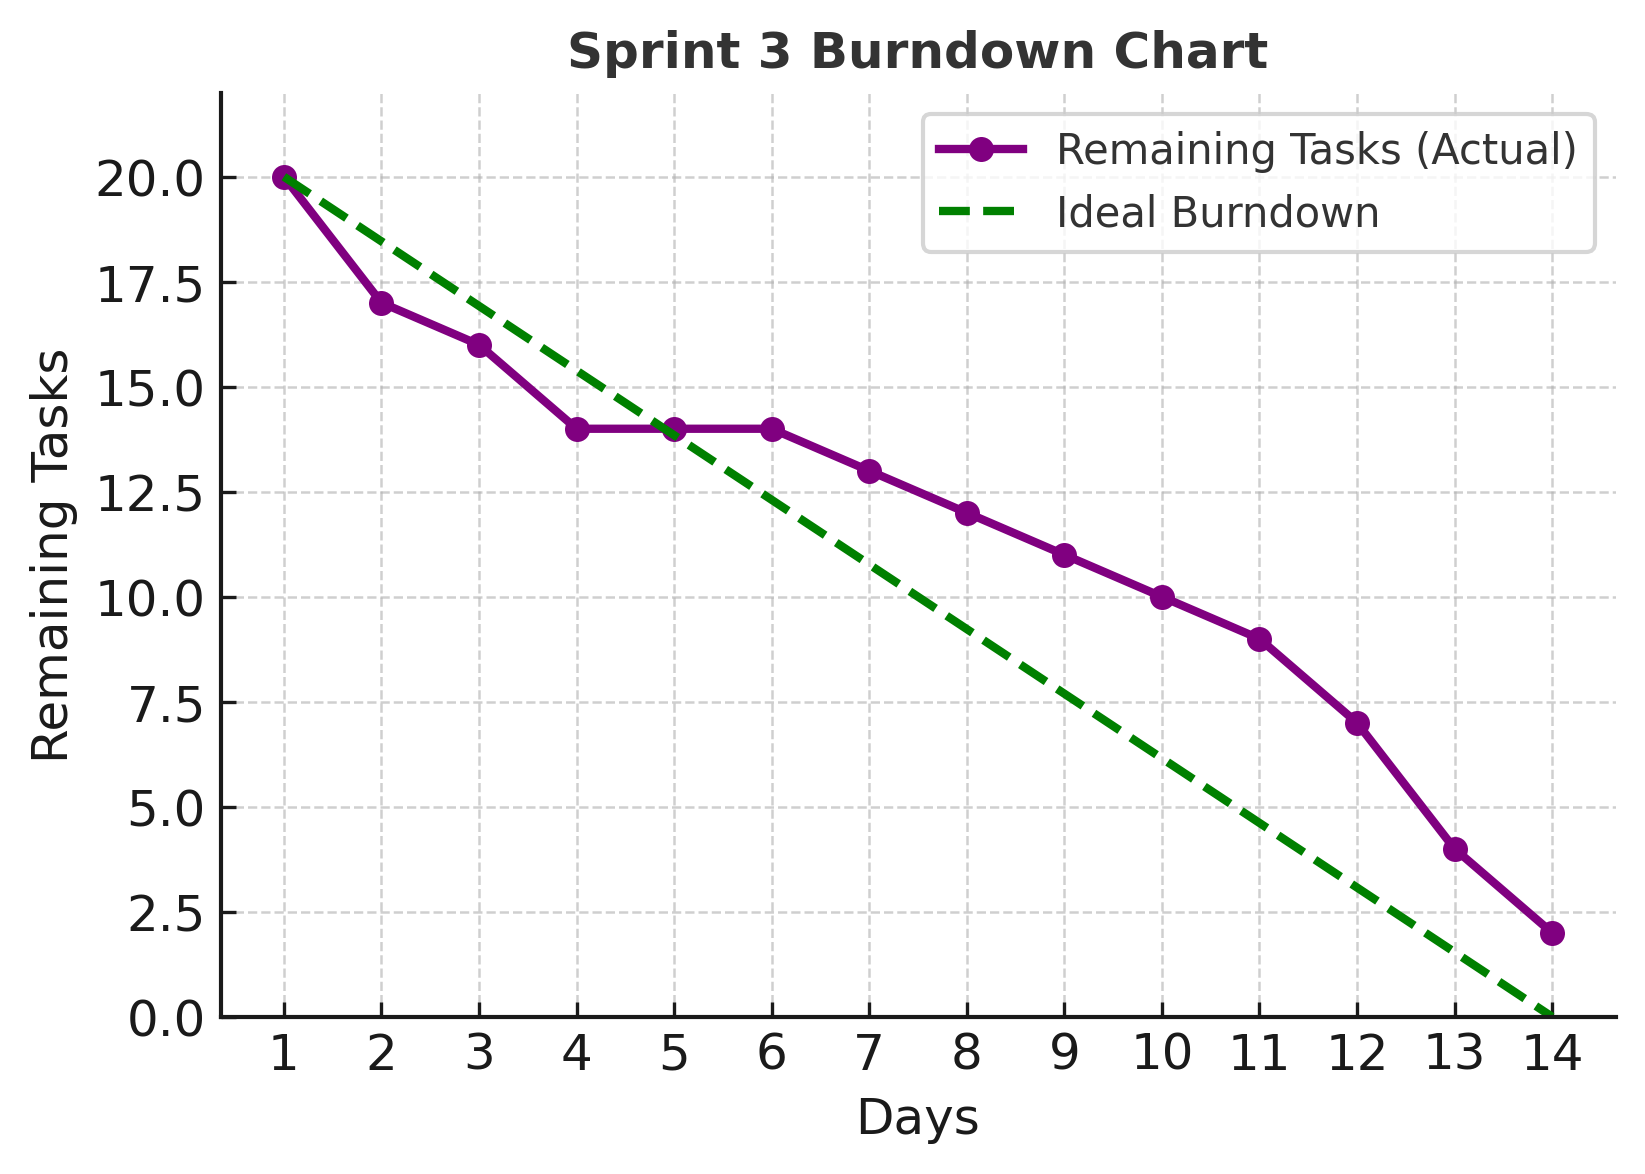 Sprint 3 Burndown Chart
Remaining Tasks (Actual)
Ideal Burndown
Remaining Tasks
20.0
17.5
15.0
12.5
10.0
7.5
5.0
2.5
0.0
1 2 3 4 5 6 7 8 9 10 11 12 13 14
Days